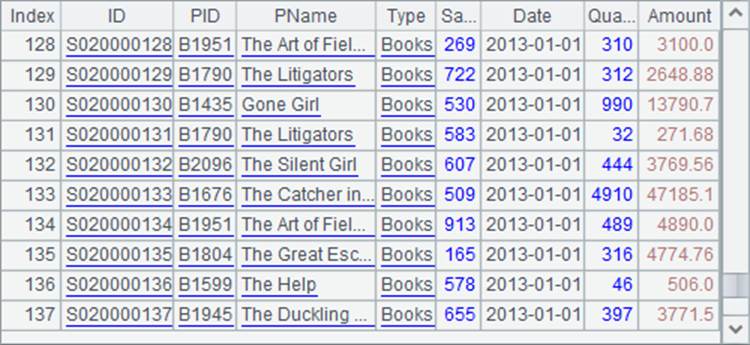 Index ID PID PName Type Sa... Date Qua... Amount
128 S020000128 B1951 The Art of Fiel... Books 269 2013-01-01 310 3100.0
129 S020000129 B1790 The Litigators Books 722 2013-01-01 312 2648.88
130 S020000130 B1435 Gone Girl Books 530 2013-01-01 990 13790.7
131 S020000131 B1790 The Litigators Books 583 2013-01-01 32 271.68
132 S020000132 B2096 The Silent Girl Books 607 2013-01-01 444 3769.56
133 S020000133 B1676 The Catcher in... Books 509 2013-01-01 4910 47185.1
134 S020000134 B1951 The Art of Fiel... Books 913 2013-01-01 489 4890.0
135 S020000135 B1804 The Great Esc... Books 165 2013-01-01 316 4774.76
136 S020000136 B1599 The Help Books 578 2013-01-01 46 506.0
137 S020000137 B1945 The Duckling ... Books 655 2013-01-01 397 3771.5